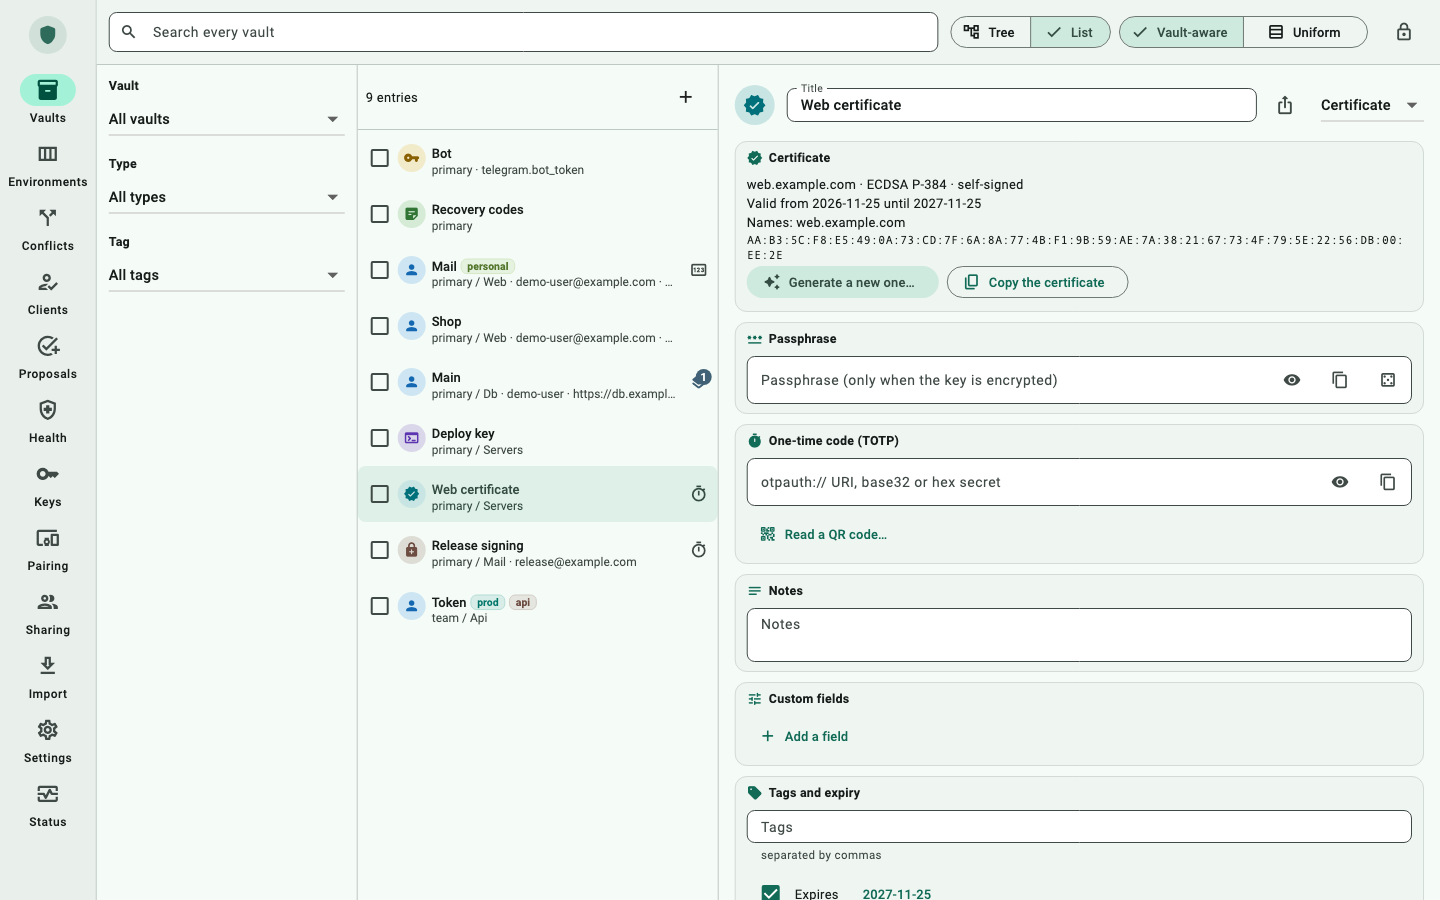 Search every vault
Tree
List
Vault-aware
Uniform
Vaults
Environments
Conflicts
Clients
Proposals
Health
Keys
Pairing
Sharing
Import
Settings
Status
Vault
All vaults
Type
All types
Tag
All tags
9 entries
Bot
primary · telegram.bot_token
Recovery codes
primary
Mail personal
primary / Web · demo-user@example.com · ...
123
Shop
primary / Web · demo-user@example.com · ...
Main
primary / Db · demo-user · https://db.exampl...
1
Deploy key
primary / Servers
Web certificate
primary / Servers
Release signing
primary / Mail · release@example.com
Token prod api
team / Api
Title
Web certificate
Certificate
Certificate
web.example.com · ECDSA P-384 · self-signed
Valid from 2026-11-25 until 2027-11-25
Names: web.example.com
AA:B3:5C:F8:E5:49:0A:73:CD:7F:6A:8A:77:4B:F1:9B:59:AE:7A:38:21:67:73:4F:79:5E:22:56:DB:00:
EE:2E
Generate a new one...
Copy the certificate
Passphrase
Passphrase (only when the key is encrypted)
One-time code (TOTP)
otpauth:// URI, base32 or hex secret
Read a QR code...
Notes
Notes
Custom fields
Add a field
Tags and expiry
Tags
separated by commas
Expires 2027-11-25